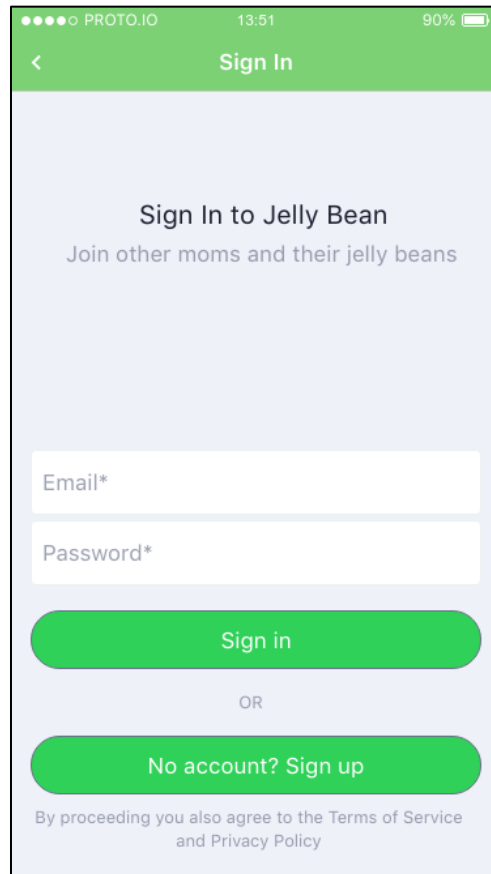 PROTO.IO 13:51 90%
Sign In
Sign In to Jelly Bean
Join other moms and their jelly beans
Email*
Password*
Sign in
OR
No account? Sign up
By proceeding you also agree to the Terms of Service
and Privacy Policy